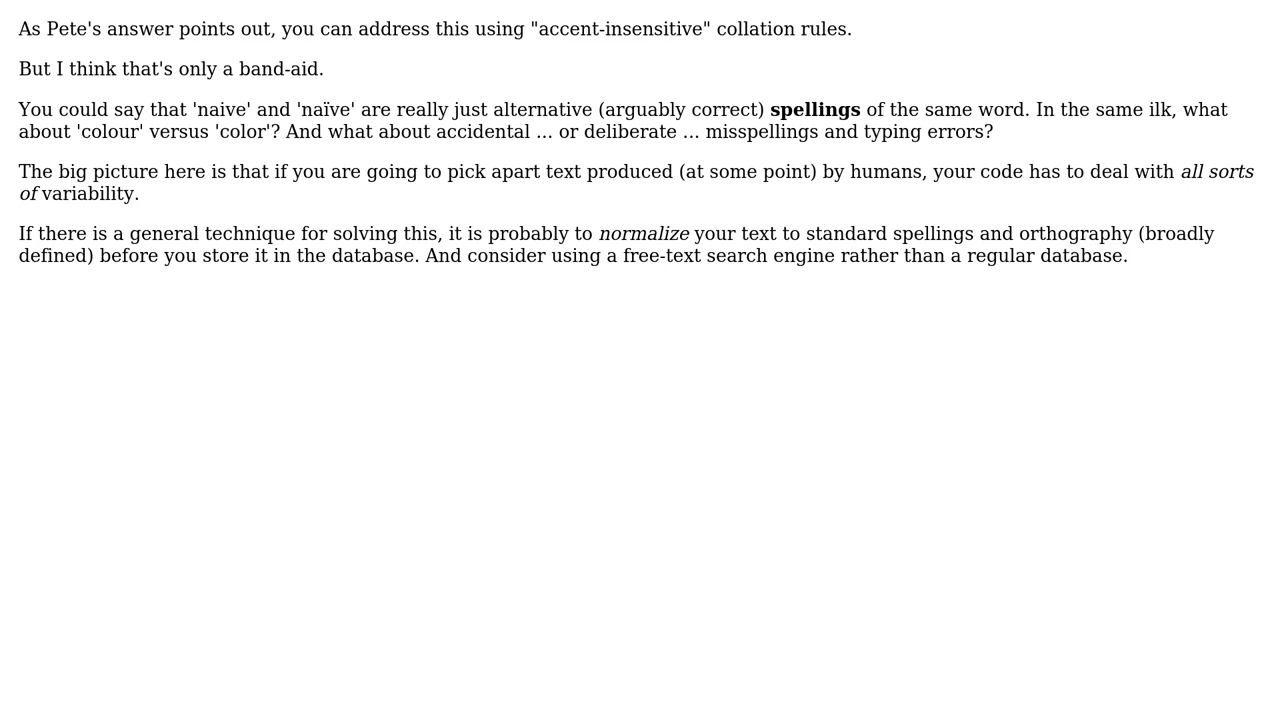 As Pete's answer points out, you can address this using "accent-insensitive" collation rules.
But I think that's only a band-aid.
You could say that 'naive' and 'naïve' are really just alternative (arguably correct) spellings of the same word. In the same ilk, what
about 'colour' versus 'color'? And what about accidental ... or deliberate ... misspellings and typing errors?
The big picture here is that if you are going to pick apart text produced (at some point) by humans, your code has to deal with all sorts
of variability.
If there is a general technique for solving this, it is probably to normalize your text to standard spellings and orthography (broadly
defined) before you store it in the database. And consider using a free-text search engine rather than a regular database.